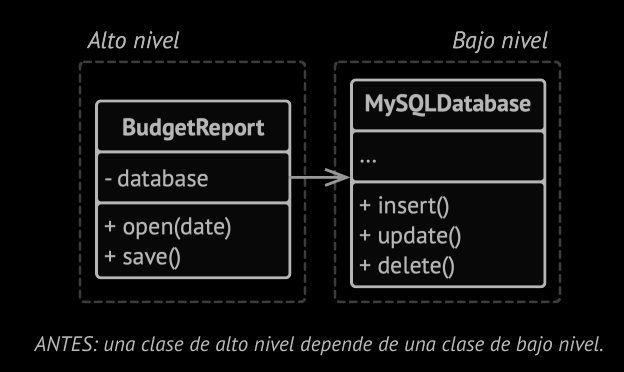 Alto nivel
Bajo nivel
BudgetReport
- database
+ open(date)
+ save()
MySQLDatabase
...
+ insert()
+ update()
+ delete()
ANTES: una clase de alto nivel depende de una clase de bajo nivel.